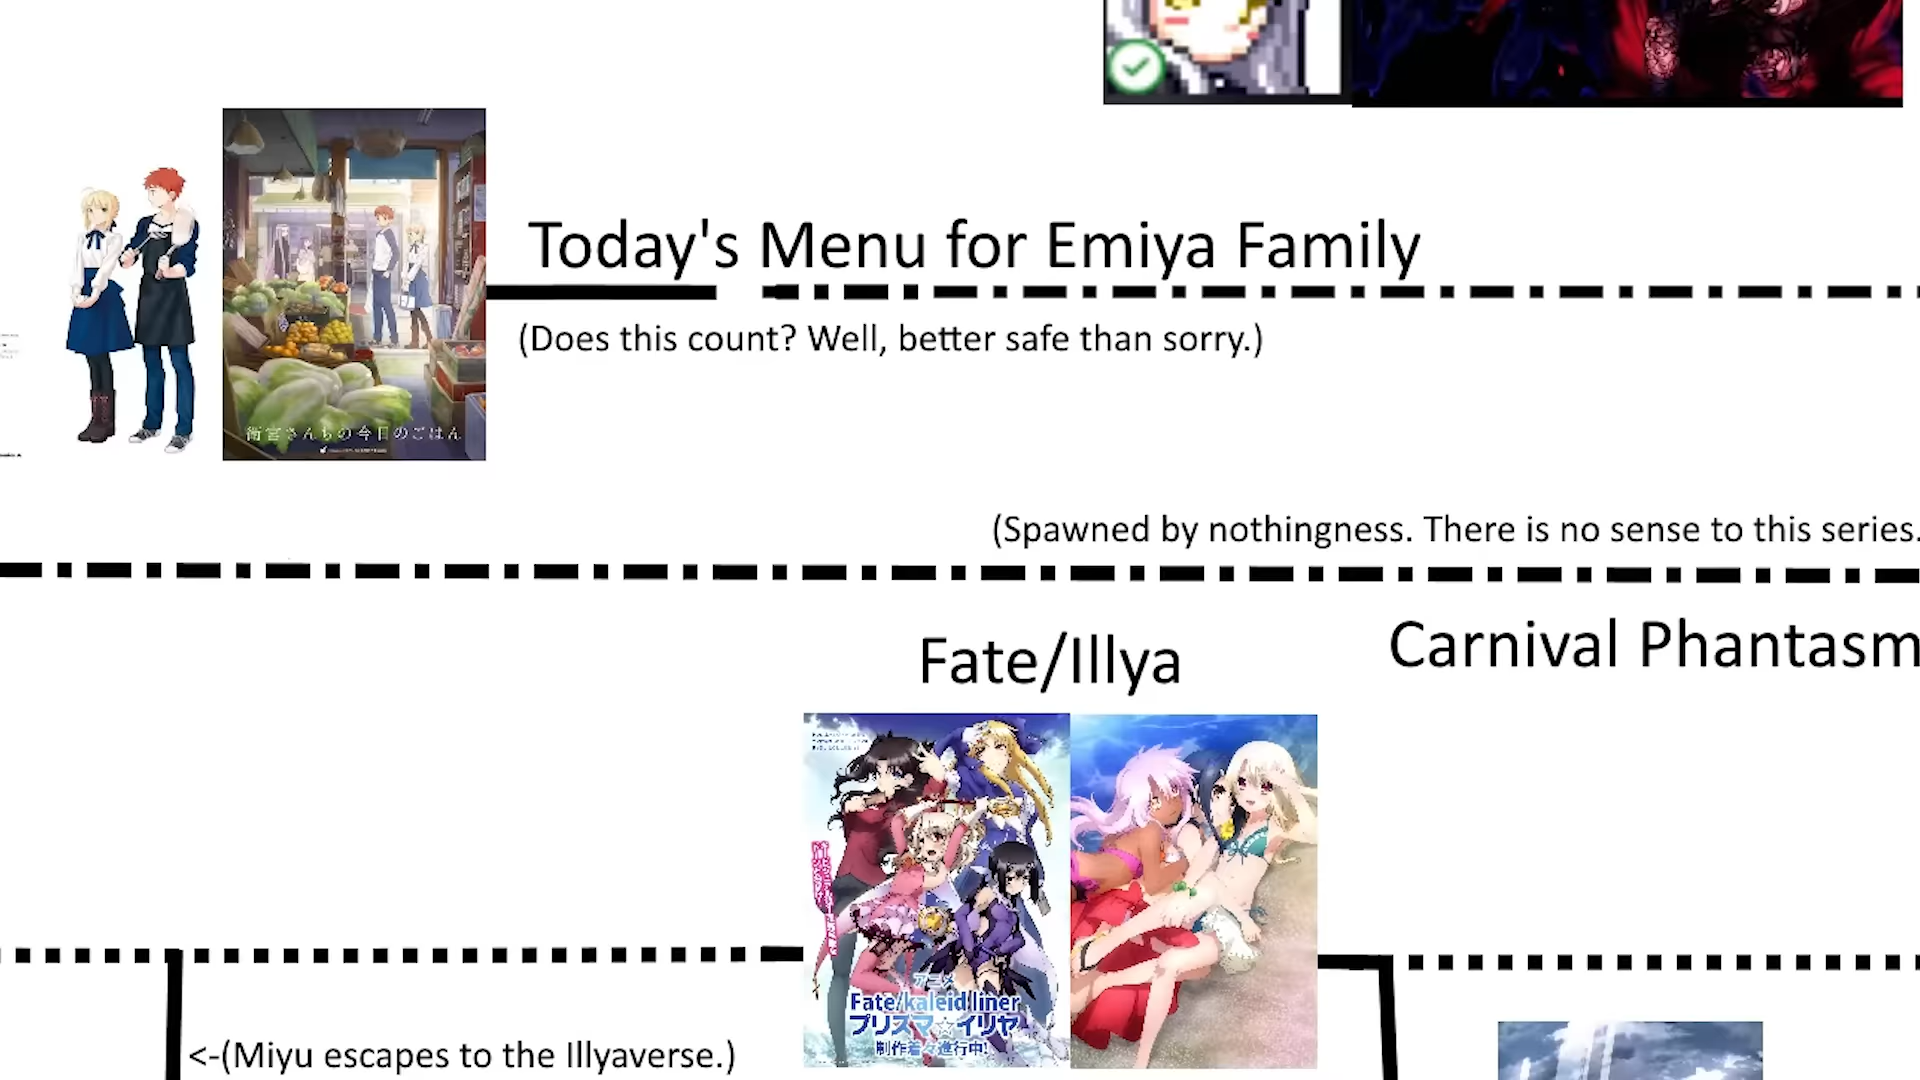 Today's Menu for Emiya Family
(Does this count? Well, better safe than sorry.)
衛宮さんちの今日のごはん
(Spawned by nothingness. There is no sense to this series.
Fate/Illya
Carnival Phantasm
アニメ
Fate/kaleid liner
プリズマ☆イリヤ
制作着々進行中!
<-(Miyu escapes to the Illyaverse.)